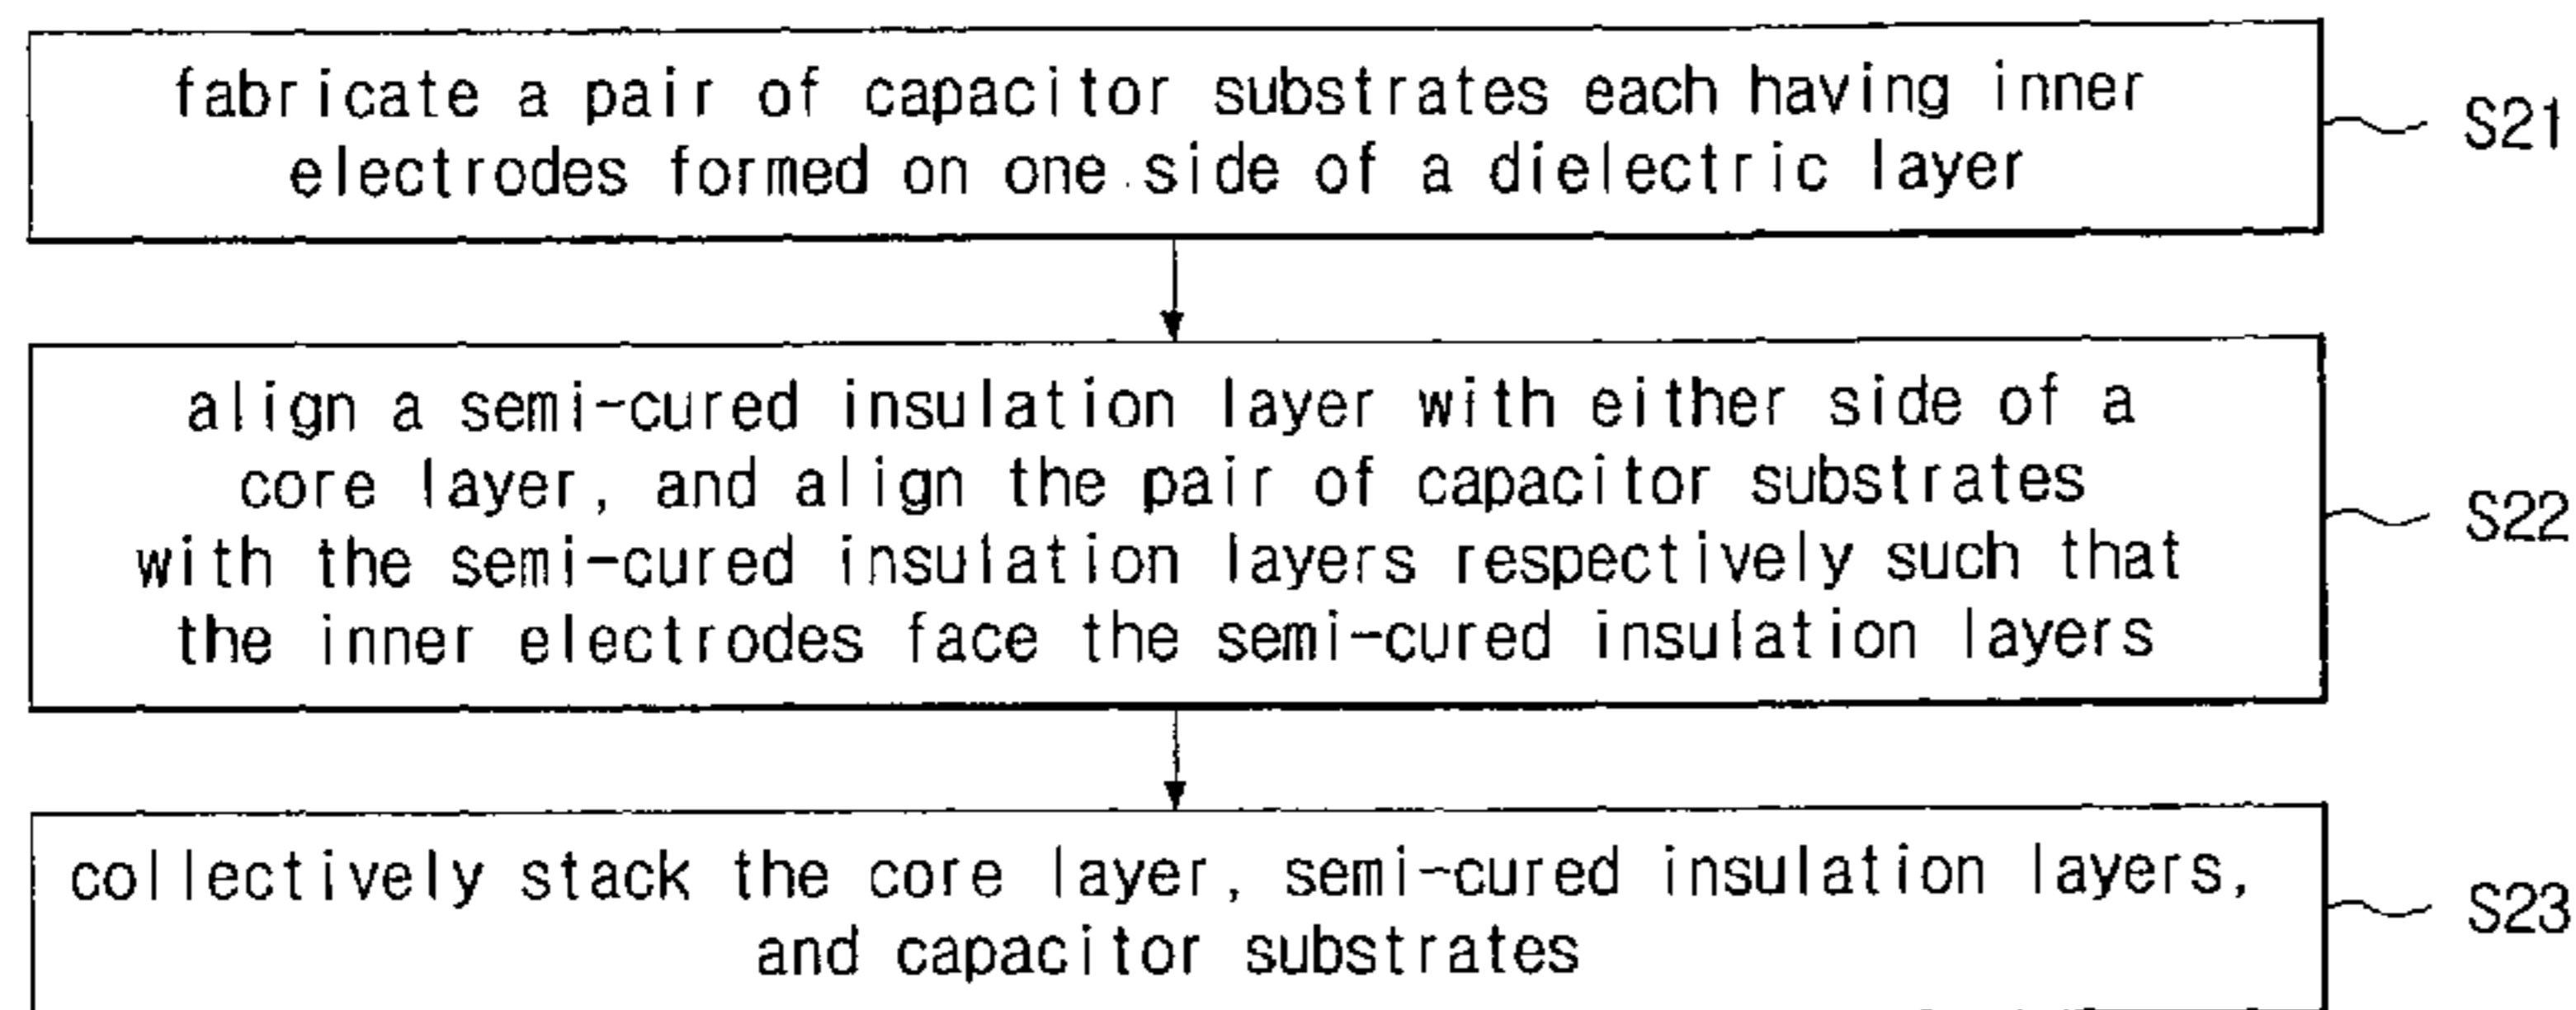 fabricate a pair of capacitor substrates each having inner
electrodes formed on one side of a dielectric layer
S21
align a semi-cured insulation layer with either side of a
core layer, and align the pair of capacitor substrates
with the semi-cured insulation layers respectively such that
the inner electrodes face the semi-cured insulation layers
S22
collectively stack the core layer, semi-cured insulation layers,
and capacitor substrates
S23